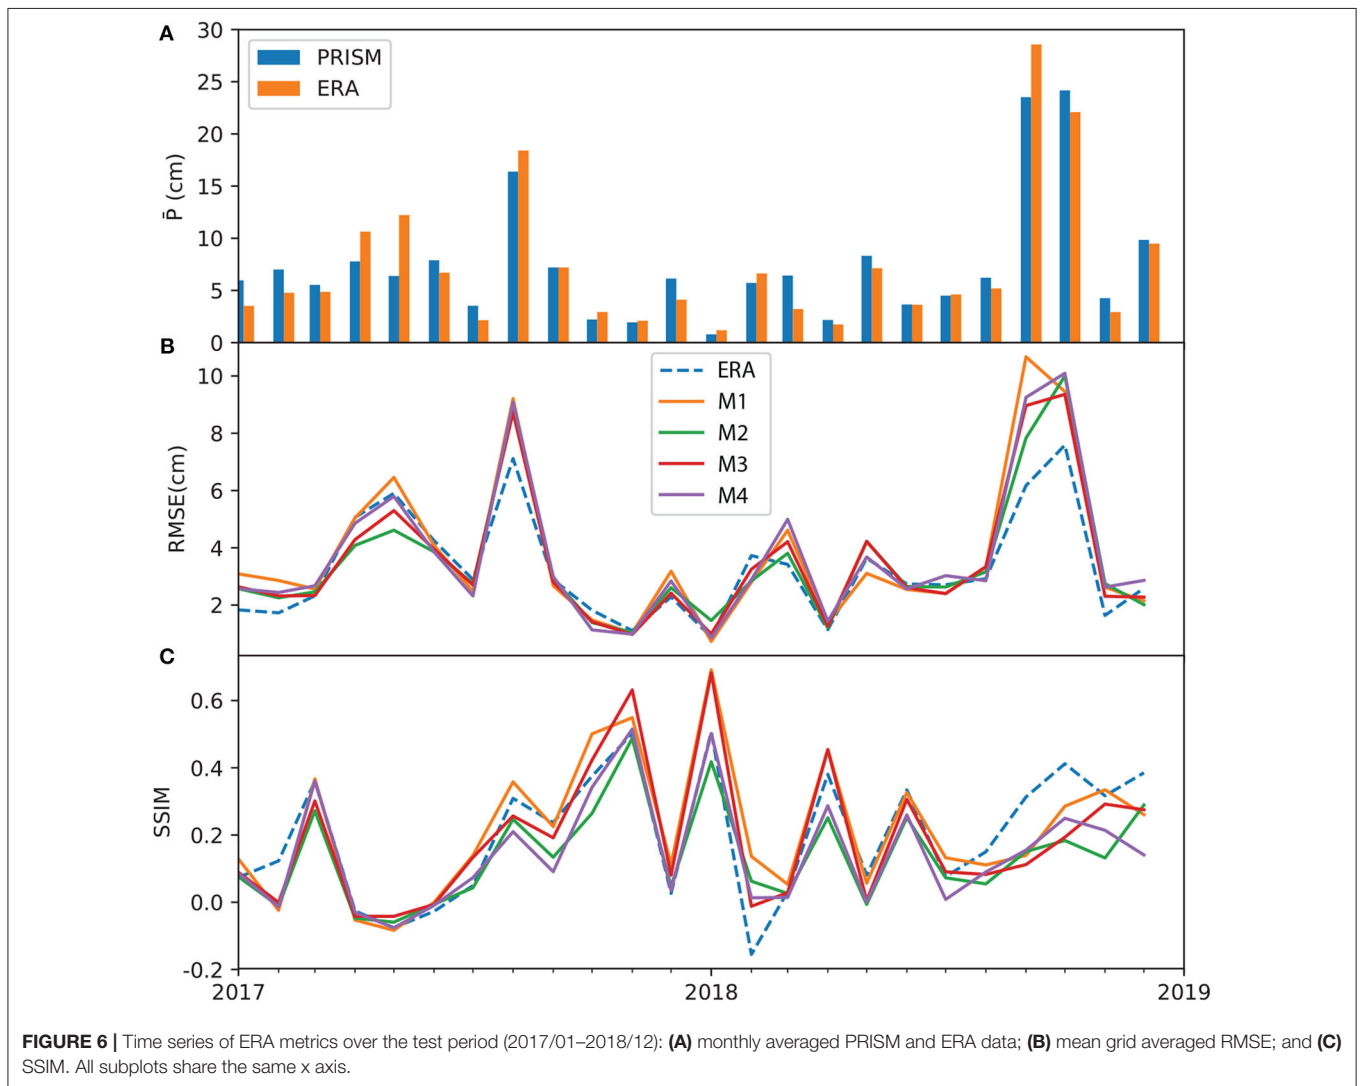 A
30
25
20
15
10
5
0
P̄ (cm)
PRISM
ERA
B
10
8
6
4
2
RMSE(cm)
ERA
M1
M2
M3
M4
C
0.6
0.4
0.2
0.0
-0.2
SSIM
2017
2018
2019
FIGURE 6 | Time series of ERA metrics over the test period (2017/01–2018/12): (A) monthly averaged PRISM and ERA data; (B) mean grid averaged RMSE; and (C)
SSIM. All subplots share the same x axis.